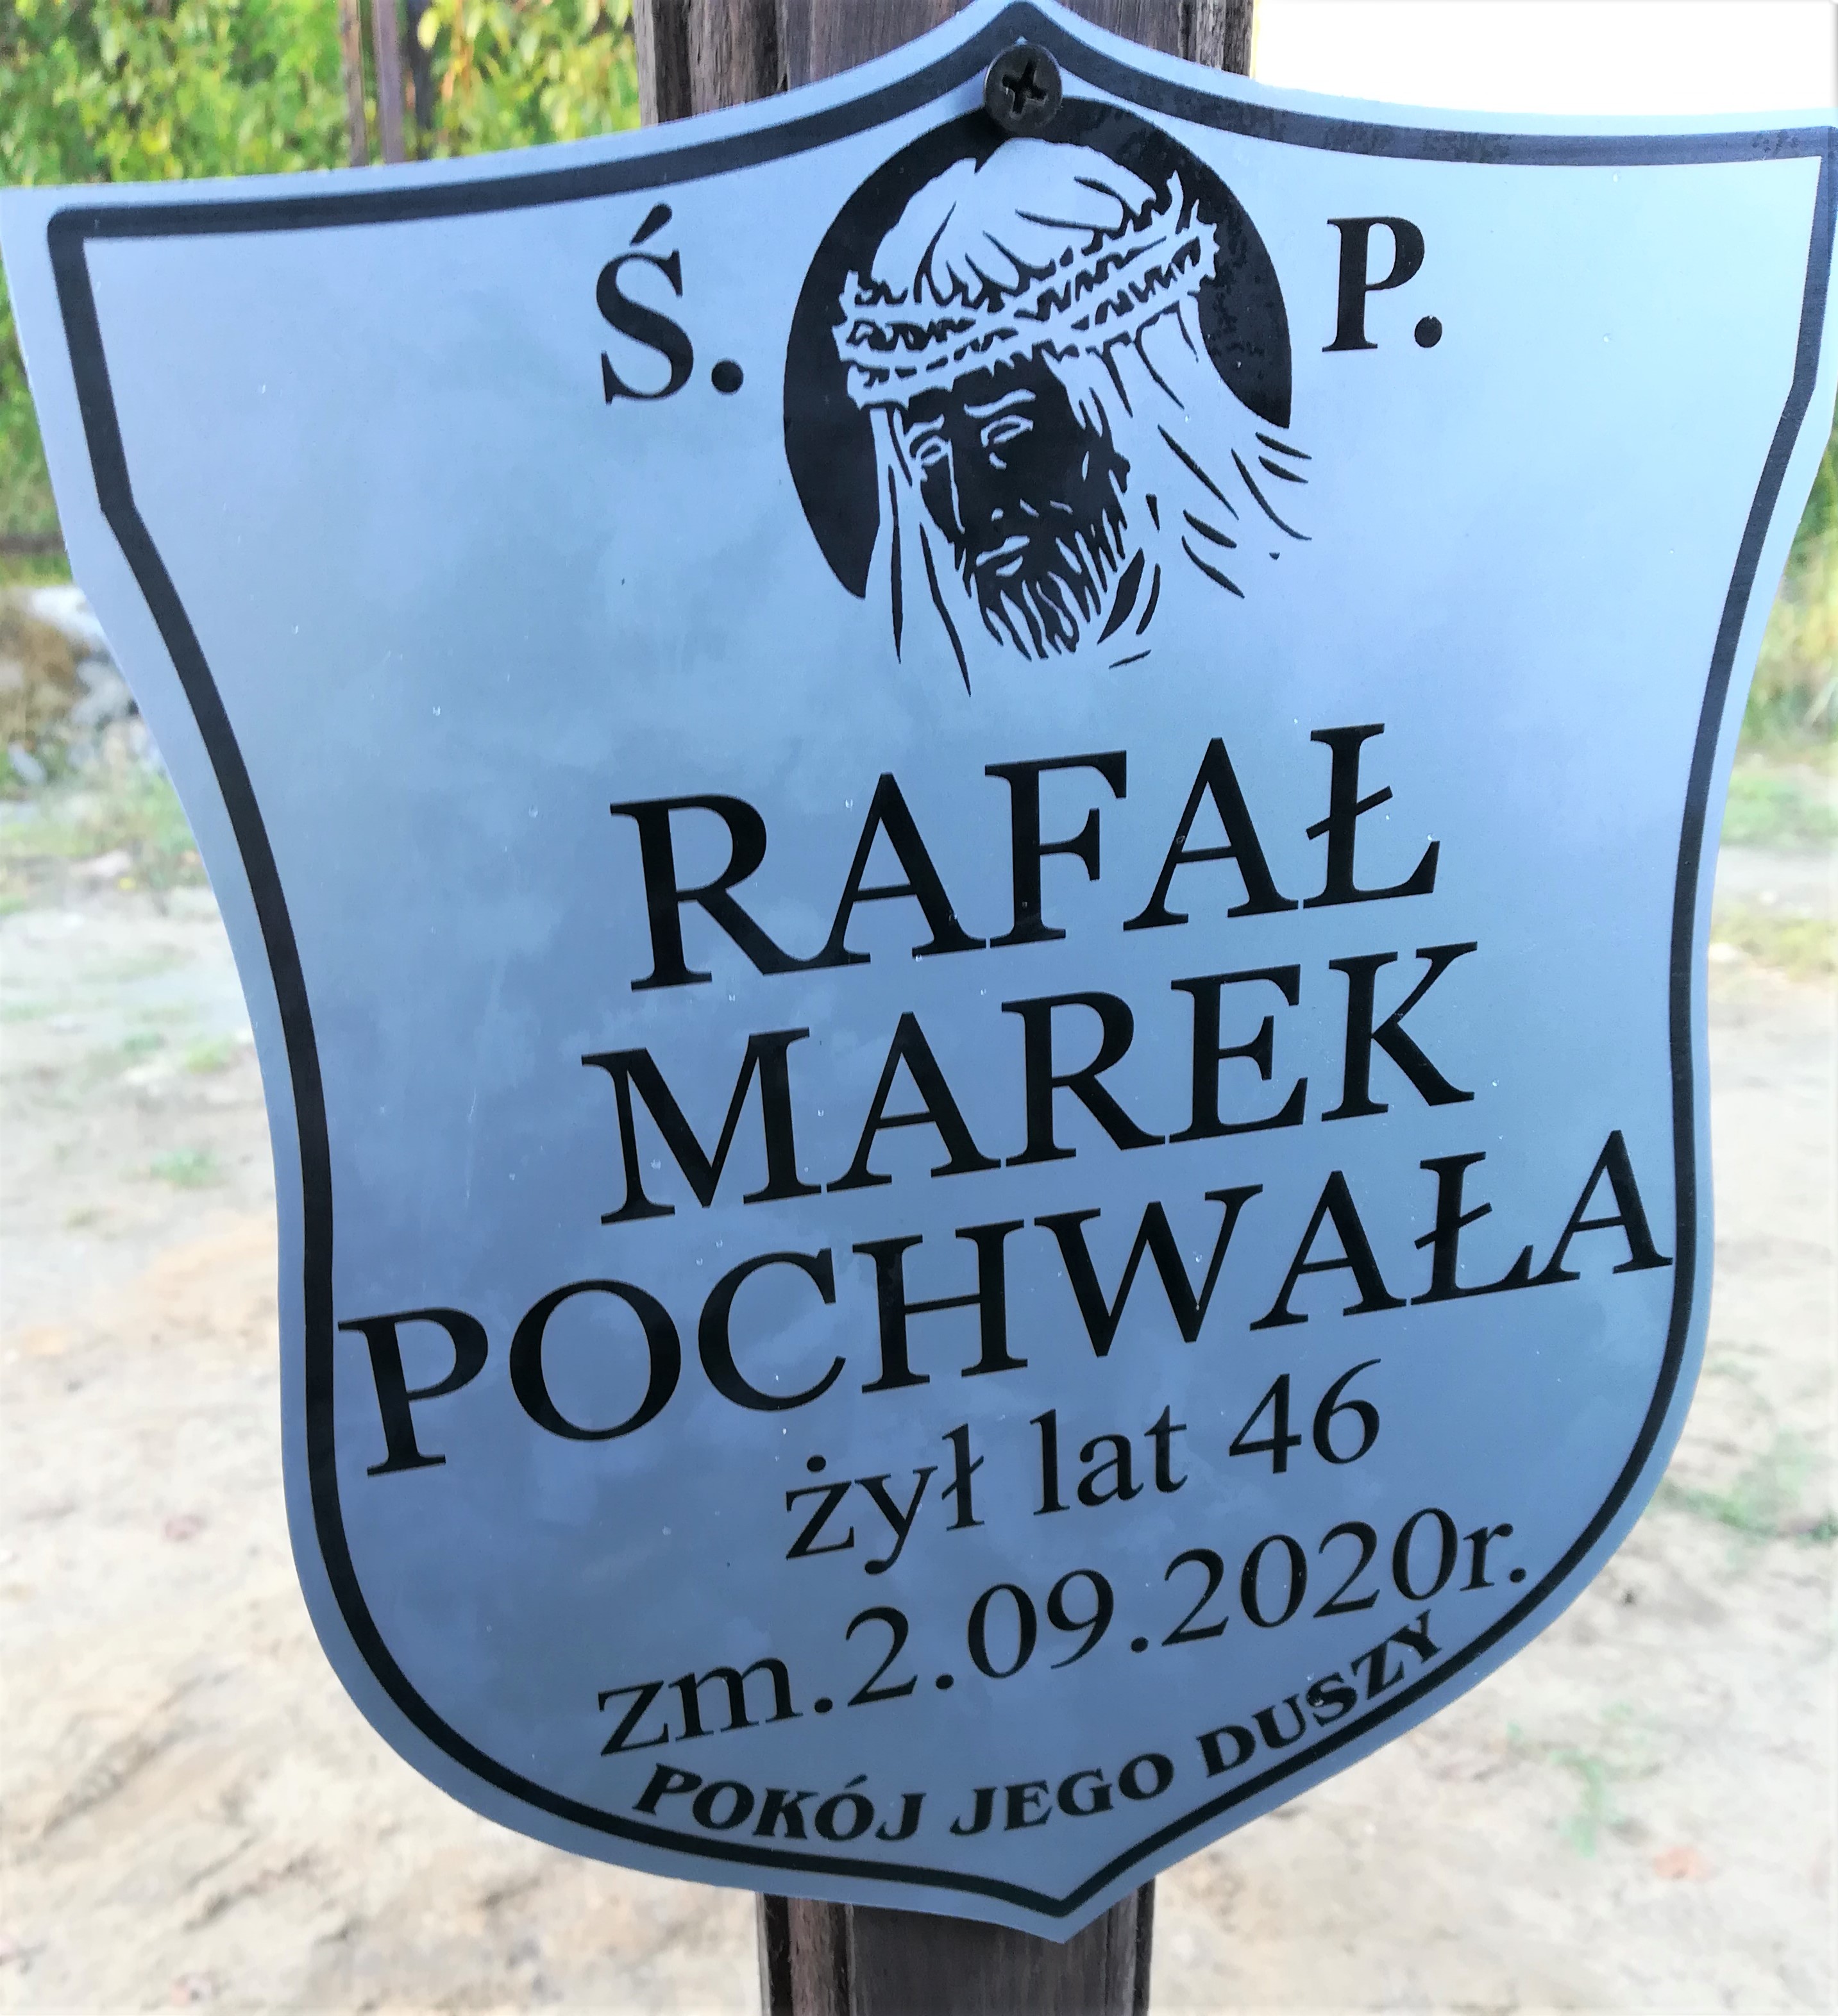 Ś. P.
RAFAŁ
MAREK
POCHWAŁA
żył lat 46
zm.2.09.2020r.
POKÓJ JEGO DUSZY